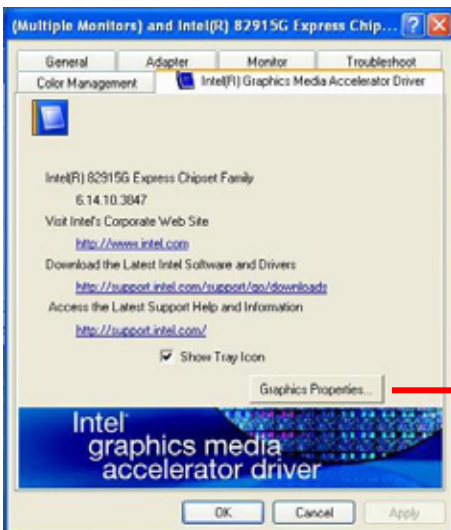 (Multiple Monitors) and Intel(R) 82915G Express Chip...
General Adapter Monitor Troubleshoot
Color Management Intel(R) Graphics Media Accelerator Driver
Intel(R) 82915G Express Chipset Family
6.14.10.3847
Visit Intel's Corporate Web Site
http://www.intel.com
Download the Latest Intel Software and Drivers
http://support.intel.com/support/go/downloads
Access the Latest Support Help and Information
http://support.intel.com/
Show Tray Icon
Graphics Properties...
Intel
graphics media
accelerator driver
OK Cancel Apply